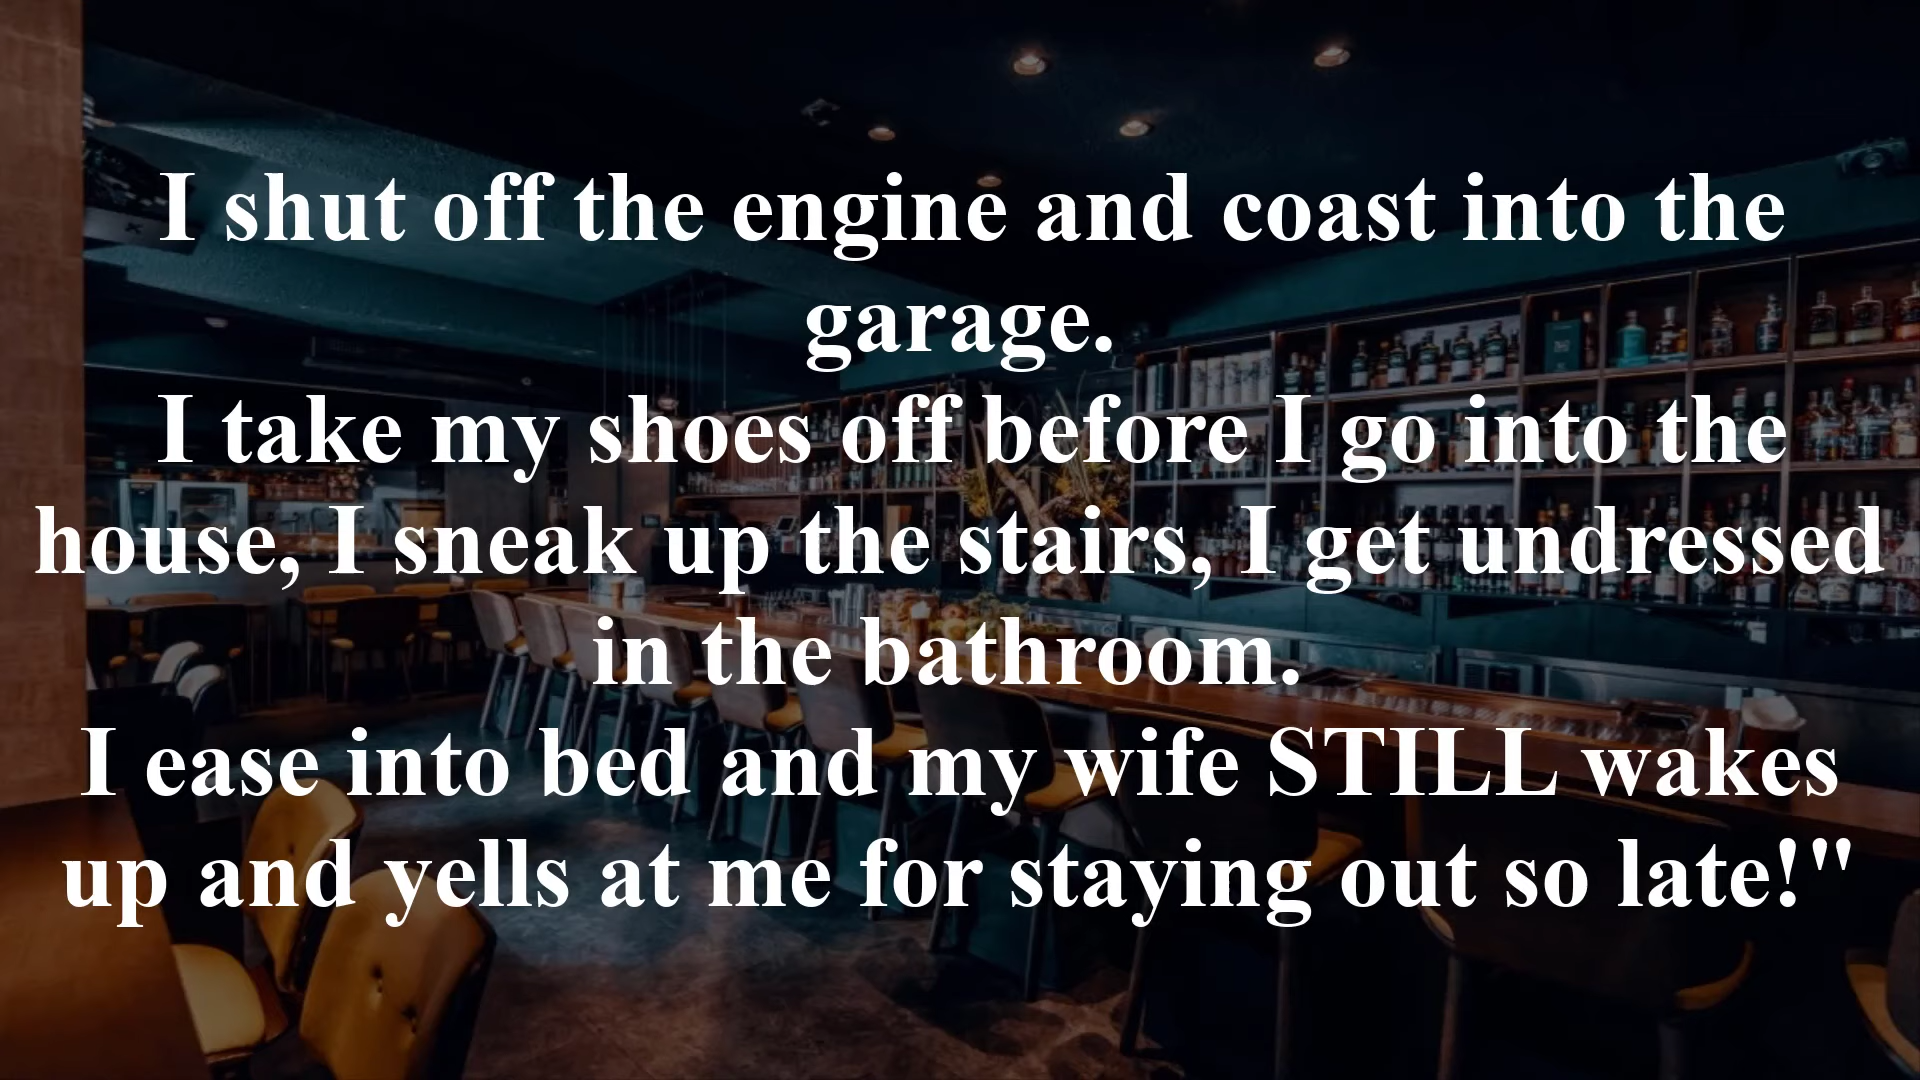 I shut off the engine and coast into the
garage.
I take my shoes off before I go into the
house, I sneak up the stairs, I get undressed
in the bathroom.
I ease into bed and my wife STILL wakes
up and yells at me for staying out so late!"